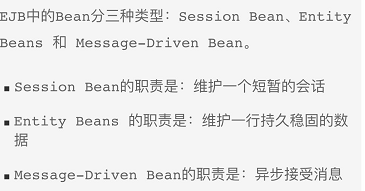 EJB中的Bean分三种类型：Session Bean、Entity
Beans 和 Message-Driven Bean。
▪ Session Bean的职责是：维护一个短暂的会话
▪ Entity Beans 的职责是：维护一行持久稳固的数
据
▪ Message-Driven Bean的职责是：异步接受消息